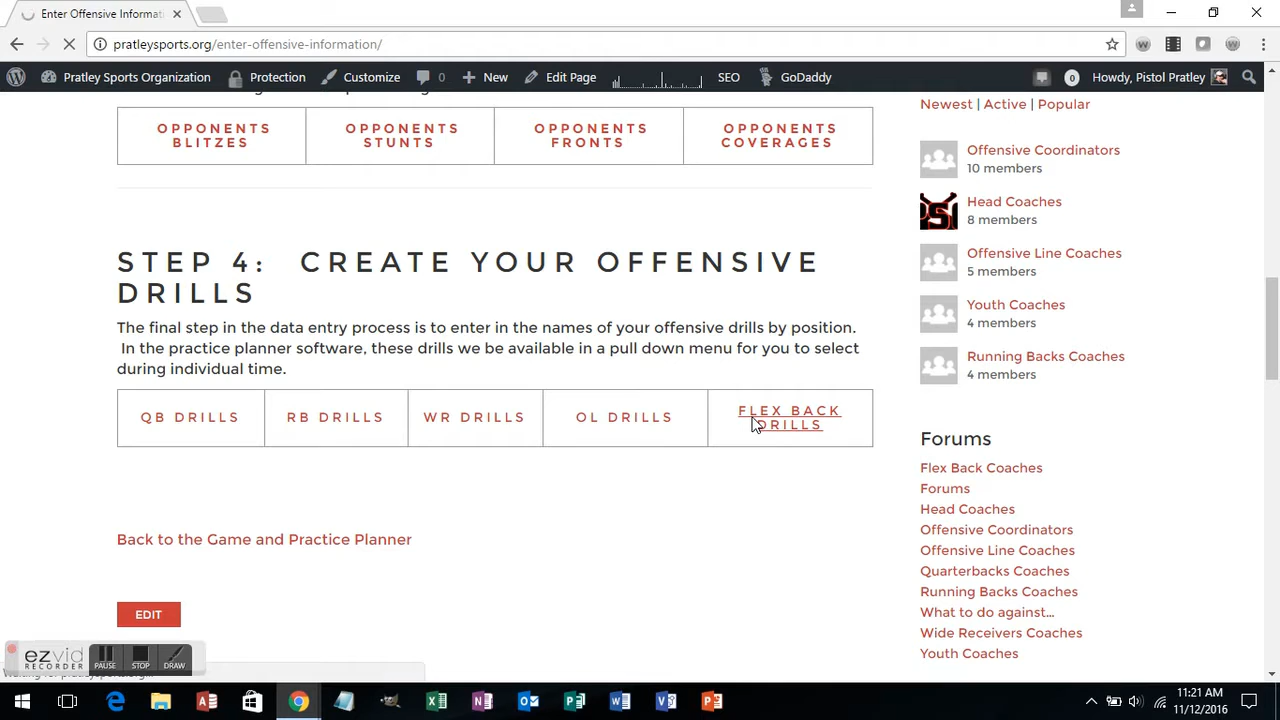 Enter Offensive Informati
pratleysports.org/enter-offensive-information/
Pratley Sports Organization
Protection
Customize
0
New
Edit Page
SEO
GoDaddy
0
Howdy, Pistol Pratley
OPPONENTS BLITZES
OPPONENTS STUNTS
OPPONENTS FRONTS
OPPONENTS COVERAGES
STEP 4: CREATE YOUR OFFENSIVE
DRILLS
The final step in the data entry process is to enter in the names of your offensive drills by position.
In the practice planner software, these drills we be available in a pull down menu for you to select
during individual time.
QB DRILLS
RB DRILLS
WR DRILLS
OL DRILLS
FLEX BACK
DRILLS
Back to the Game and Practice Planner
EDIT
Newest | Active | Popular
Offensive Coordinators
10 members
Head Coaches
8 members
Offensive Line Coaches
5 members
Youth Coaches
4 members
Running Backs Coaches
4 members
Forums
Flex Back Coaches
Forums
Head Coaches
Offensive Coordinators
Offensive Line Coaches
Quarterbacks Coaches
Running Backs Coaches
What to do against...
Wide Receivers Coaches
Youth Coaches
ezvid
RECORDER
PAUSE
STOP
DRAW
11:21 AM
11/12/2016